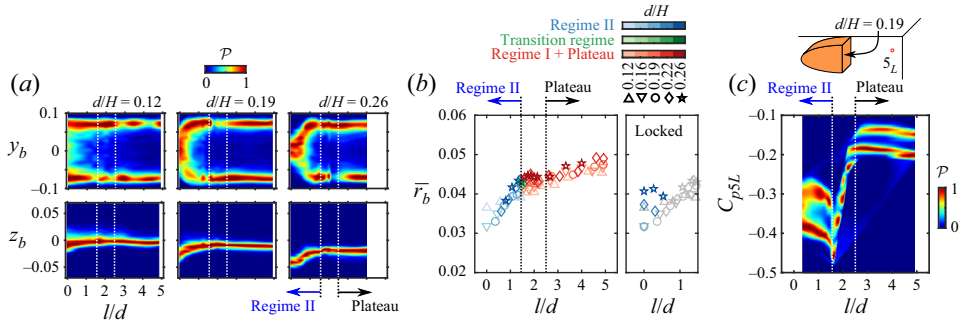 (a)
𝒫
0 1
d/H = 0.12 d/H = 0.19 d/H = 0.26
0.1
y_b 0
–0.1
0.05
z_b 0
–0.05
0 1 2 3 4 5 0 1 2 3 4 5 0 1 2 3 4 5
l/d
Regime II Plateau
(b)
d/H
Regime II
Transition regime
Regime I + Plateau
0.12 0.16 0.19 0.22 0.26
Regime II Plateau
0.06
0.05
r̅_b 0.04
0.03
0.02
0 1 2 3 4 5
l/d
Locked
0 1
l/d
d/H = 0.19
5_L
(c)
Regime II Plateau
–0.1
–0.2
C_p5L –0.3
–0.4
–0.5
0 1 2 3 4 5
l/d
𝒫
1
0